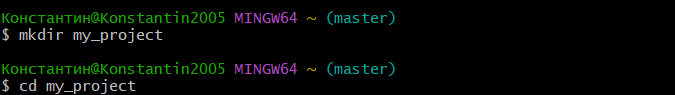 Константин@Konstantin2005 MINGW64 ~ (master)
$ mkdir my_project
Константин@Konstantin2005 MINGW64 ~ (master)
$ cd my_project